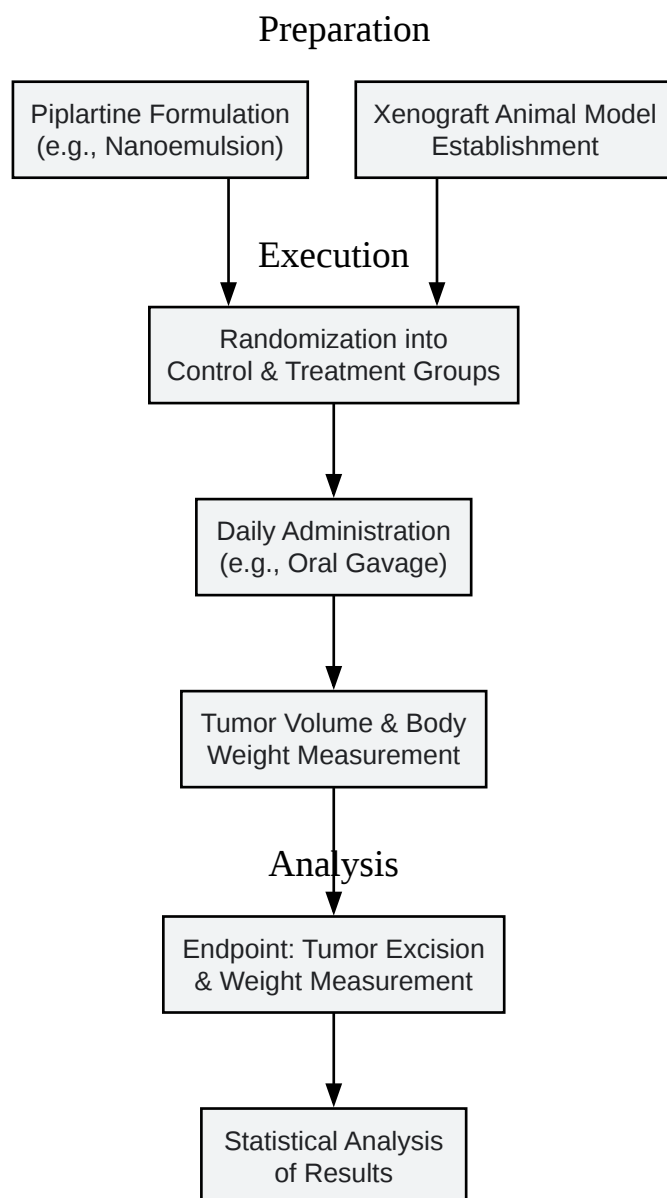 Preparation
Piplartine Formulation
(e.g., Nanoemulsion)
Xenograft Animal Model
Establishment
Execution
Randomization into
Control & Treatment Groups
Daily Administration
(e.g., Oral Gavage)
Tumor Volume & Body
Weight Measurement
Analysis
Endpoint: Tumor Excision
& Weight Measurement
Statistical Analysis
of Results